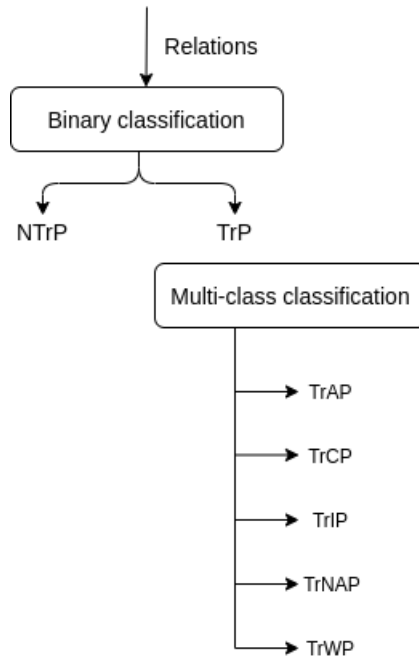 Relations
Binary classification
NTrP TrP
Multi-class classification
TrAP
TrCP
TrIP
TrNAP
TrWP